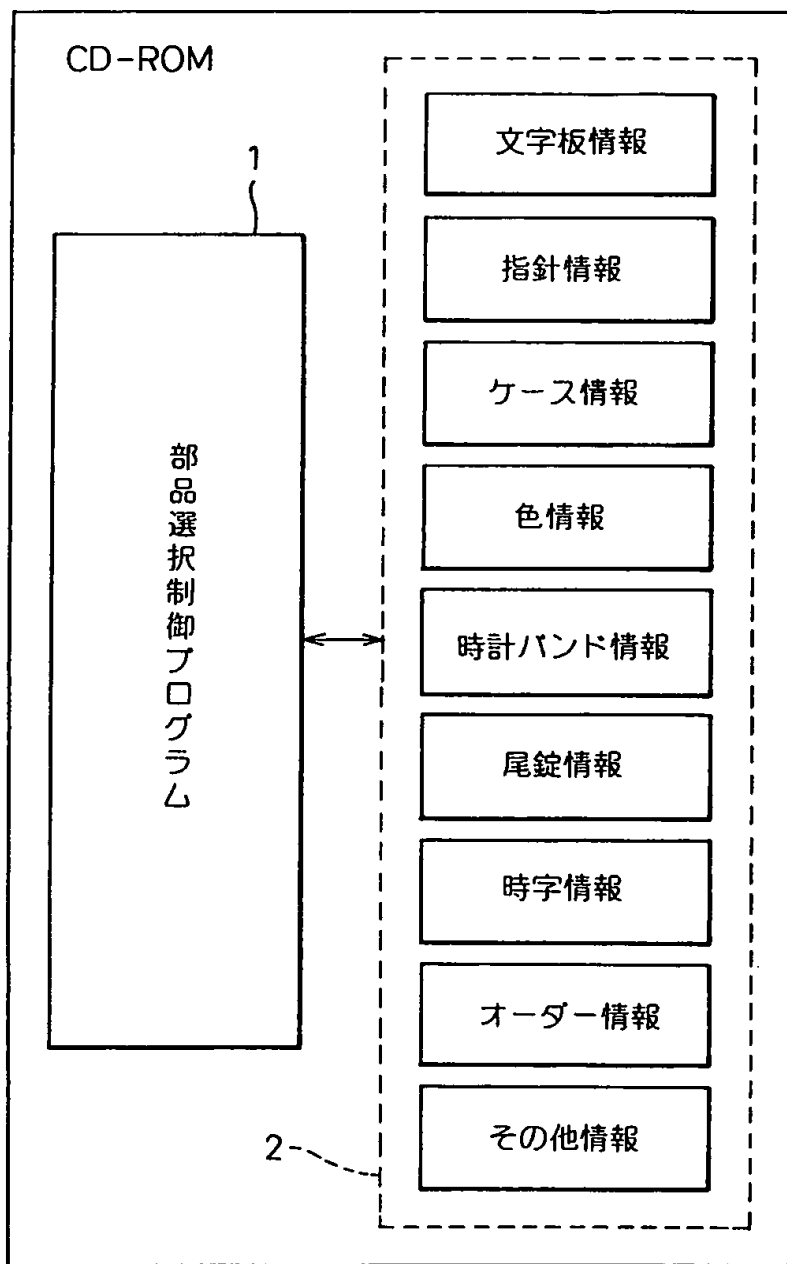 CD-ROM
1
部品選択制御プログラム
文字板情報
指針情報
ケース情報
色情報
時計バンド情報
尾錠情報
時字情報
オーダー情報
その他情報
2